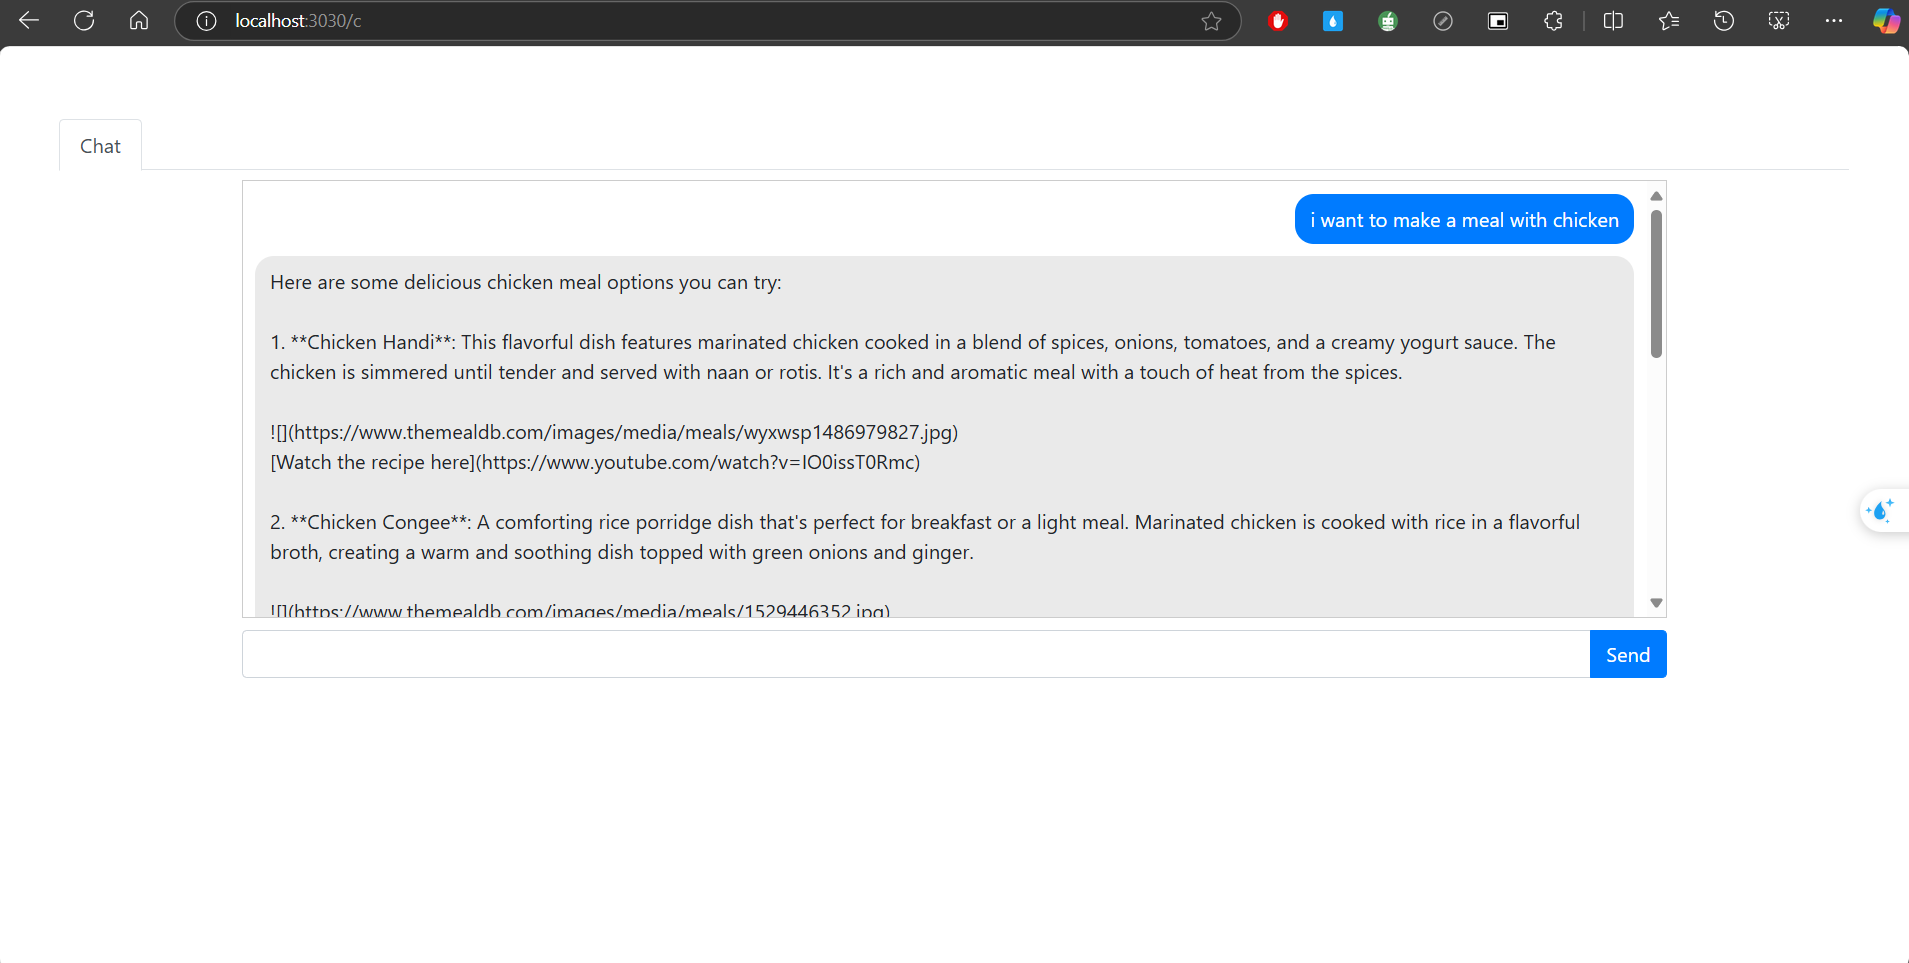 localhost:3030/c
Chat
i want to make a meal with chicken
Here are some delicious chicken meal options you can try:
1. **Chicken Handi**: This flavorful dish features marinated chicken cooked in a blend of spices, onions, tomatoes, and a creamy yogurt sauce. The
chicken is simmered until tender and served with naan or rotis. It's a rich and aromatic meal with a touch of heat from the spices.
![](https://www.themealdb.com/images/media/meals/wyxwsp1486979827.jpg)
[Watch the recipe here](https://www.youtube.com/watch?v=IO0issT0Rmc)
2. **Chicken Congee**: A comforting rice porridge dish that's perfect for breakfast or a light meal. Marinated chicken is cooked with rice in a flavorful
broth, creating a warm and soothing dish topped with green onions and ginger.
![](https://www.themealdb.com/images/media/meals/1529446352.jpg)
Send